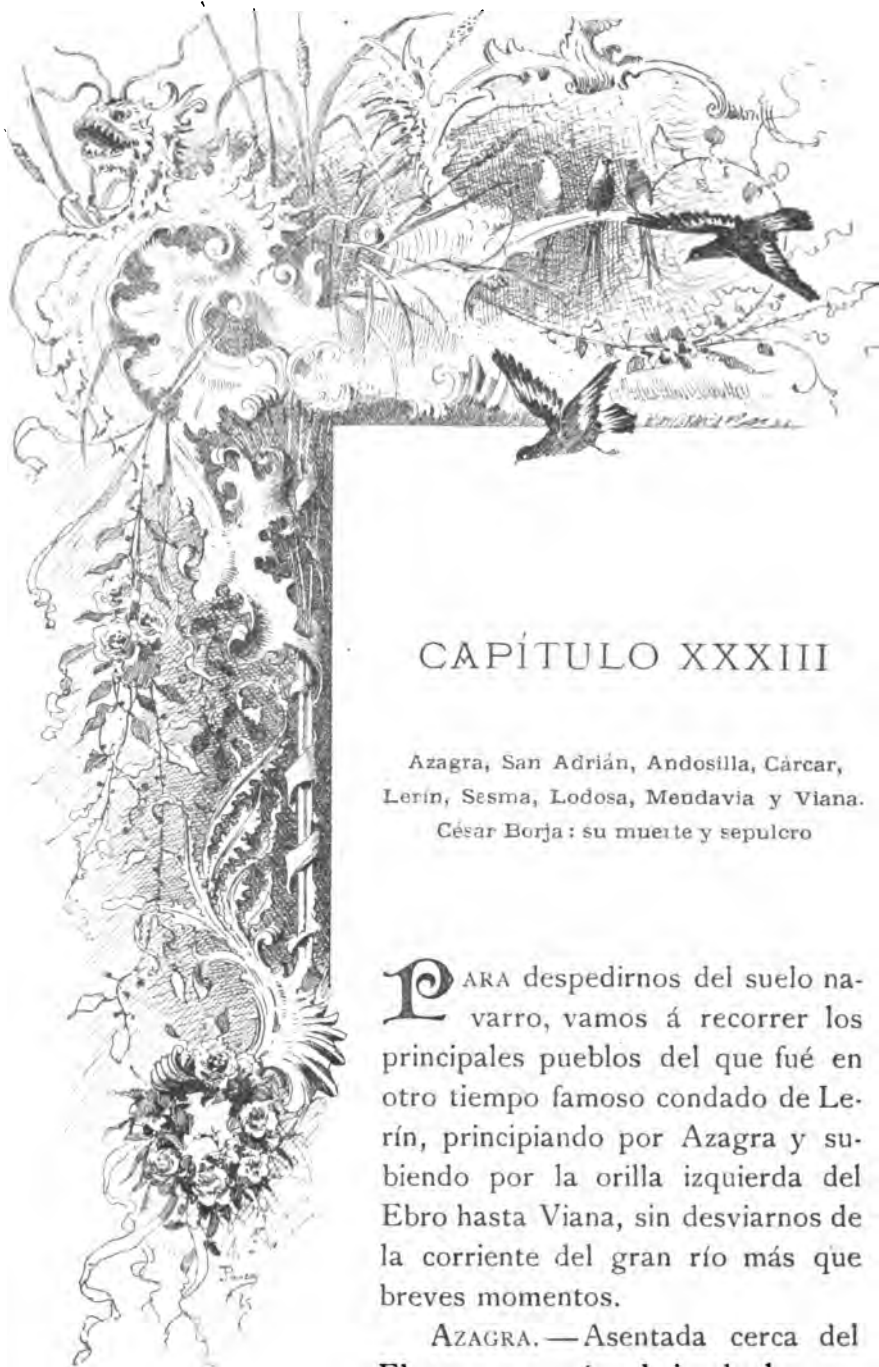 CAPÍTULO XXXIII
Azagra, San Adrián, Andosilla, Cárcar,
Lerín, Sesma, Lodosa, Mendavia y Viana.
César Borja: su muerte y sepulcro
PARA despedirnos del suelo na-
varro, vamos á recorrer los
principales pueblos del que fué en
otro tiempo famoso condado de Le-
rín, principiando por Azagra y su-
biendo por la orilla izquierda del
Ebro hasta Viana, sin desviarnos de
la corriente del gran río más que
breves momentos.
AZAGRA.—Asentada cerca del